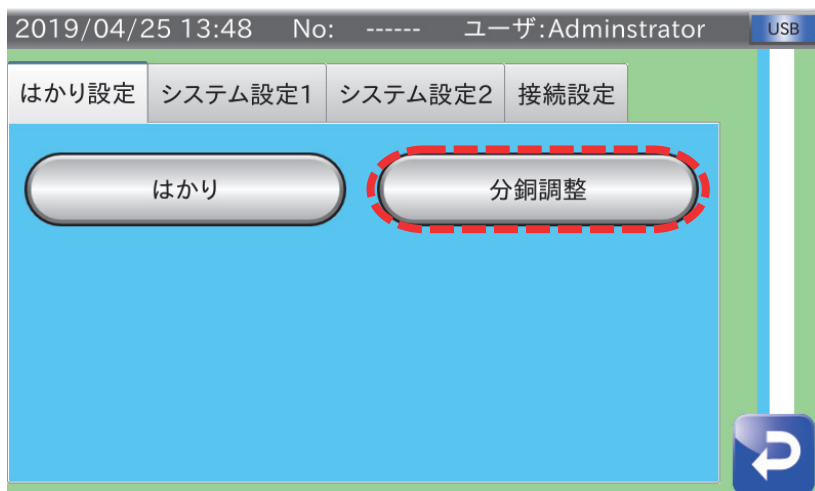 2019/04/25 13:48 No: ------ ユーザ:Adminstrator USB
はかり設定 システム設定1 システム設定2 接続設定
はかり 分銅調整